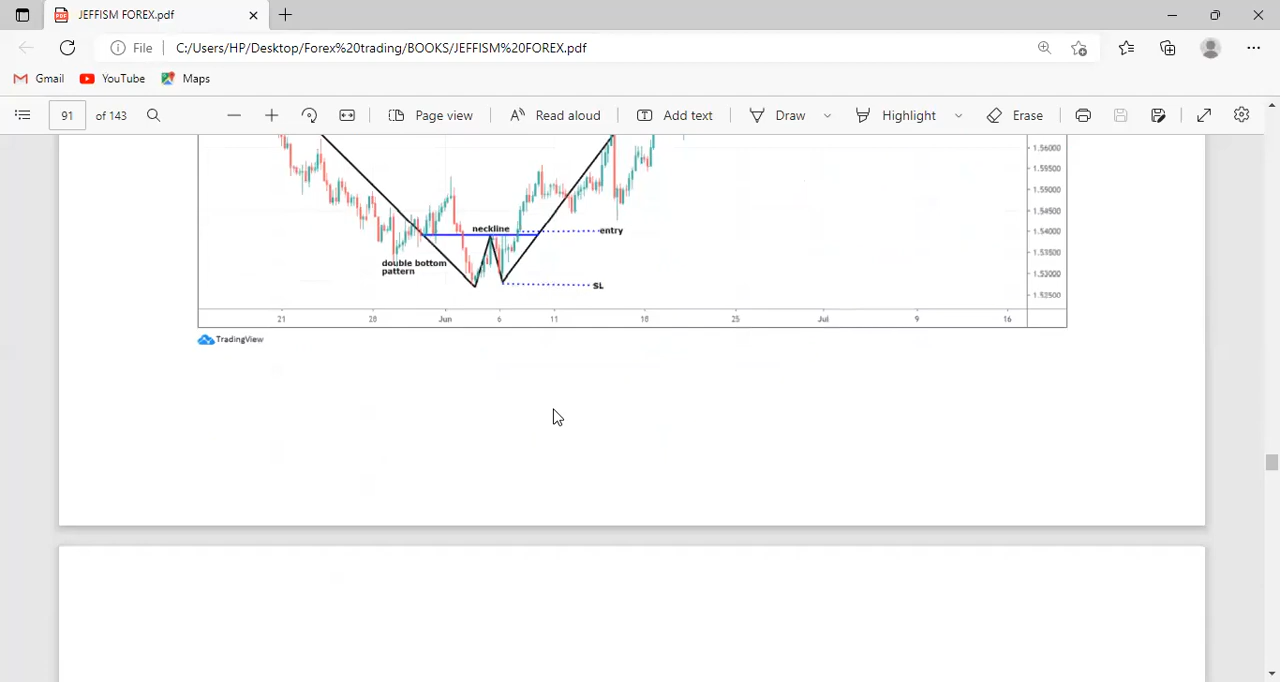 JEFFISM FOREX.pdf
File
C:/Users/HP/Desktop/Forex%20trading/BOOKS/JEFFISM%20FOREX.pdf
Gmail
YouTube
Maps
91 of 143
Page view
Read aloud
Add text
Draw
Highlight
Erase
1.56000
1.55500
1.55000
1.54500
neckline
entry
1.54000
double bottom
pattern
1.53500
1.53000
SL
1.52500
21 28 Jun 6 11 18 25 Jul 9 16
TradingView